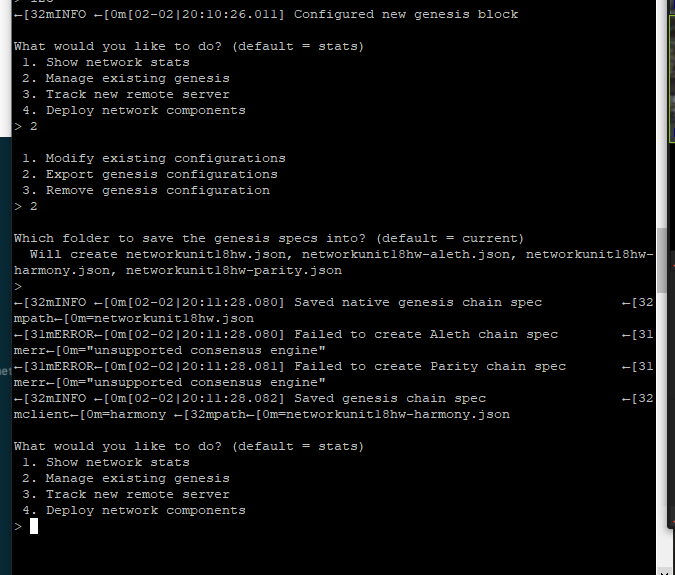 ←[32mINFO ←[0m[02-02|20:10:26.011] Configured new genesis block
What would you like to do? (default = stats)
1. Show network stats
2. Manage existing genesis
3. Track new remote server
4. Deploy network components
> 2
1. Modify existing configurations
2. Export genesis configurations
3. Remove genesis configuration
> 2
Which folder to save the genesis specs into? (default = current)
Will create networkunit18hw.json, networkunit18hw-aleth.json, networkunit18hw-
harmony.json, networkunit18hw-parity.json
>
←[32mINFO ←[0m[02-02|20:11:28.080] Saved native genesis chain spec ←[32
mpath←[0m=networkunit18hw.json
←[31mERROR←[0m[02-02|20:11:28.080] Failed to create Aleth chain spec ←[31
merr←[0m="unsupported consensus engine"
←[31mERROR←[0m[02-02|20:11:28.081] Failed to create Parity chain spec ←[31
merr←[0m="unsupported consensus engine"
←[32mINFO ←[0m[02-02|20:11:28.082] Saved genesis chain spec ←[32
mclient←[0m=harmony ←[32mpath←[0m=networkunit18hw-harmony.json
What would you like to do? (default = stats)
1. Show network stats
2. Manage existing genesis
3. Track new remote server
4. Deploy network components
>